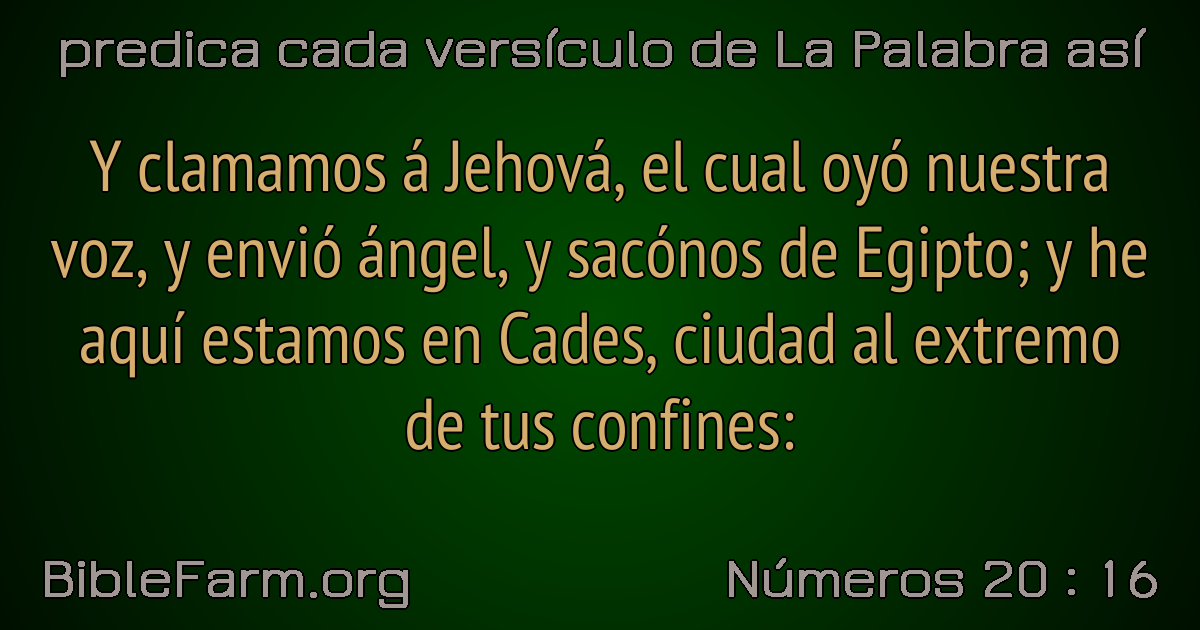 predica cada versículo de La Palabra así
Y clamamos á Jehová, el cual oyó nuestra
voz, y envió ángel, y sacónos de Egipto; y he
aquí estamos en Cades, ciudad al extremo
de tus confines:
BibleFarm.org
Números 20 : 16